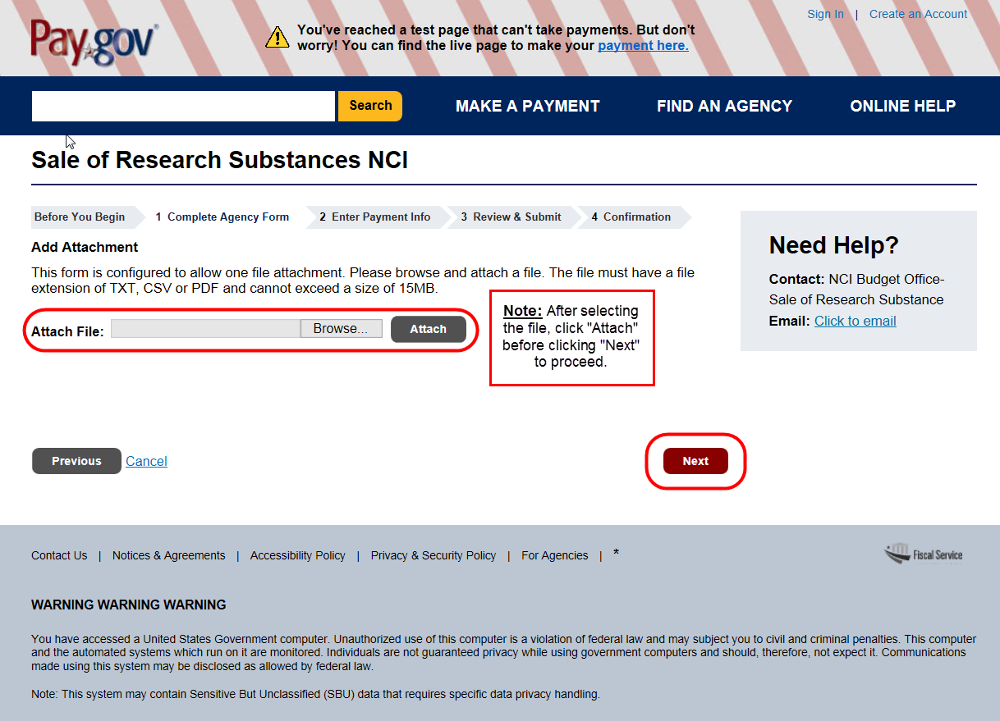 Sign In | Create an Account
Pay.gov
You've reached a test page that can't take payments. But don't
worry! You can find the live page to make your payment here.
Search
MAKE A PAYMENT
FIND AN AGENCY
ONLINE HELP
Sale of Research Substances NCI
Before You Begin
1 Complete Agency Form
2 Enter Payment Info
3 Review & Submit
4 Confirmation
Add Attachment
This form is configured to allow one file attachment. Please browse and attach a file. The file must have a file
extension of TXT, CSV or PDF and cannot exceed a size of 15MB.
Attach File:
Browse...
Attach
Note: After selecting
the file, click "Attach"
before clicking "Next"
to proceed.
Need Help?
Contact: NCI Budget Office-
Sale of Research Substance
Email: Click to email
Previous
Cancel
Next
Contact Us | Notices & Agreements | Accessibility Policy | Privacy & Security Policy | For Agencies | *
Fiscal Service
WARNING WARNING WARNING
You have accessed a United States Government computer. Unauthorized use of this computer is a violation of federal law and may subject you to civil and criminal penalties. This computer
and the automated systems which run on it are monitored. Individuals are not guaranteed privacy while using government computers and should, therefore, not expect it. Communications
made using this system may be disclosed as allowed by federal law.
Note: This system may contain Sensitive But Unclassified (SBU) data that requires specific data privacy handling.